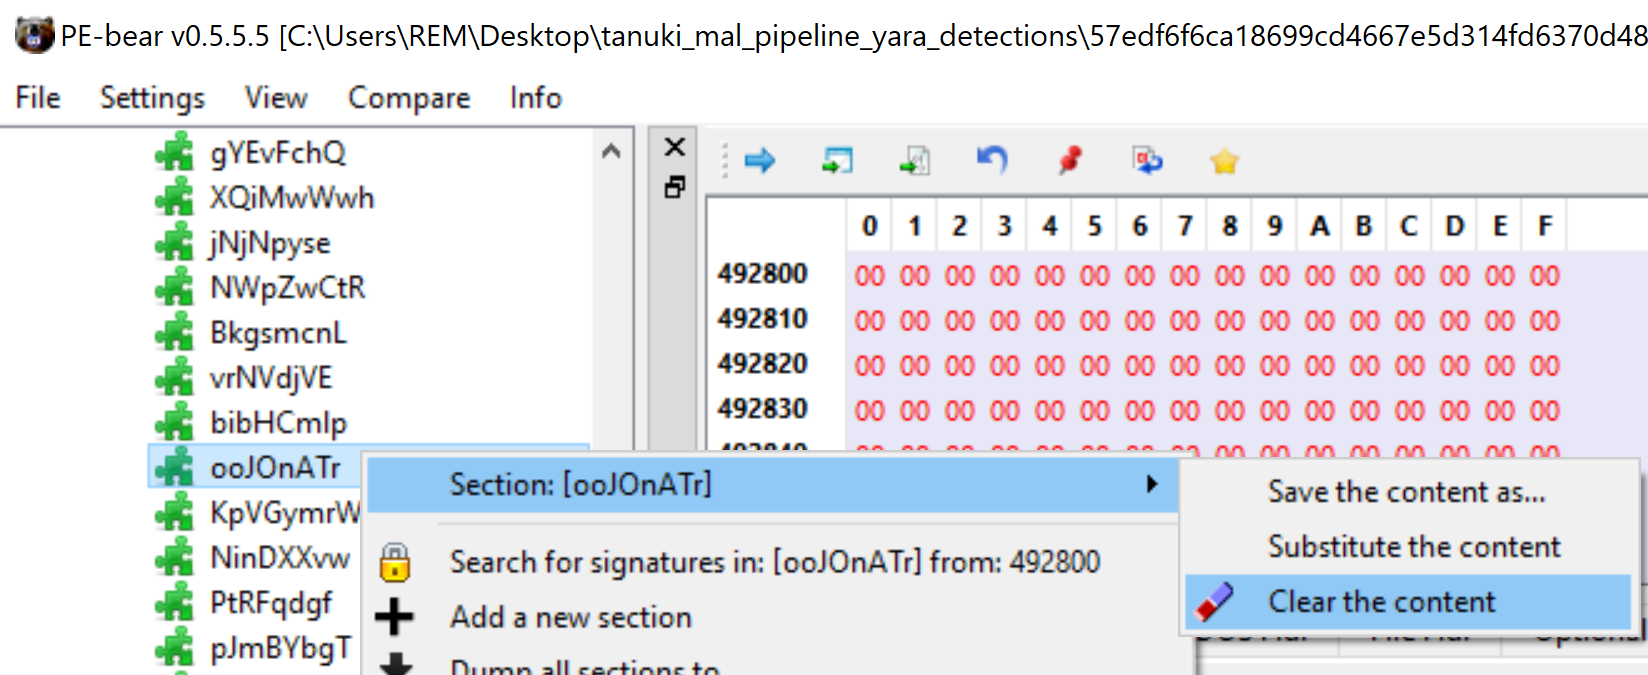 PE-bear v0.5.5.5 [C:\Users\REM\Desktop\tanuki_mal_pipeline_yara_detections\57edf6f6ca18699cd4667e5d314fd6370d48
File Settings View Compare Info
gYEvFchQ
XQiMwWwh
jNjNpyse
NWpZwCtR
BkgsmcnL
vrNVdjVE
bibHCmlp
ooJOnATr
KpVGymrW
NinDXXvw
PtRFqdgf
pJmBYbgT
0 1 2 3 4 5 6 7 8 9 A B C D E F
492800 00 00 00 00 00 00 00 00 00 00 00 00 00 00 00 00
492810 00 00 00 00 00 00 00 00 00 00 00 00 00 00 00 00
492820 00 00 00 00 00 00 00 00 00 00 00 00 00 00 00 00
492830 00 00 00 00 00 00 00 00 00 00 00 00 00 00 00 00
Section: [ooJOnATr]
Search for signatures in: [ooJOnATr] from: 492800
Add a new section
Dump all sections to
Save the content as...
Substitute the content
Clear the content